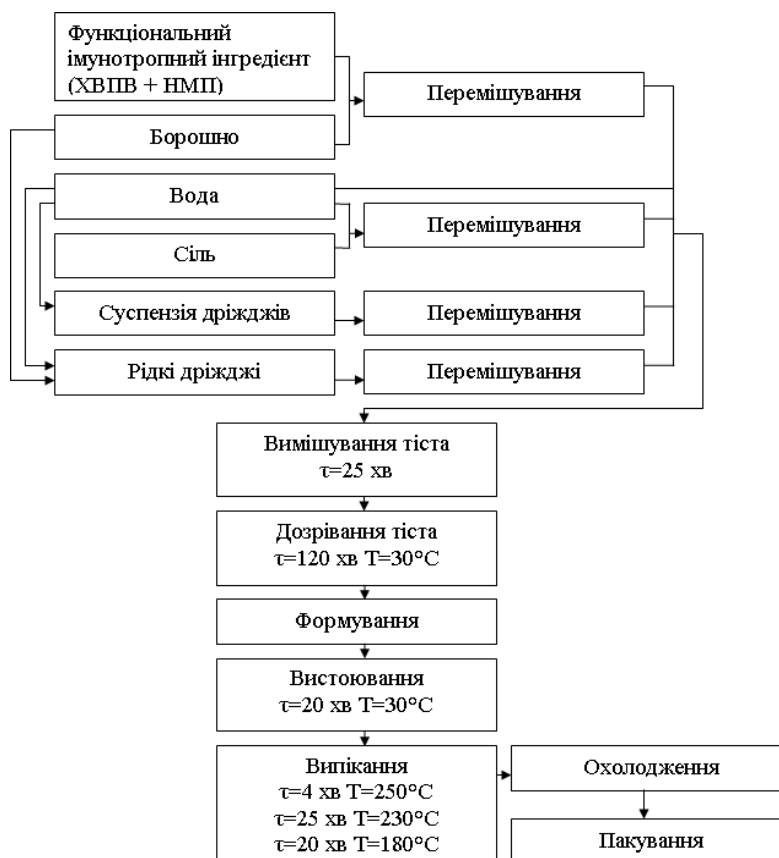 Функціональний
імунотропний інгредієнт
(ХВПВ + НМП)
Перемішування
Борошно
Вода
Перемішування
Сіль
Суспензія дріжджів
Перемішування
Рідкі дріжджі
Перемішування
Вимішування тіста
τ=25 хв
Дозрівання тіста
τ=120 хв T=30°C
Формування
Вистоювання
τ=20 хв T=30°C
Випікання
τ=4 хв T=250°C
τ=25 хв T=230°C
τ=20 хв T=180°C
Охолодження
Пакування